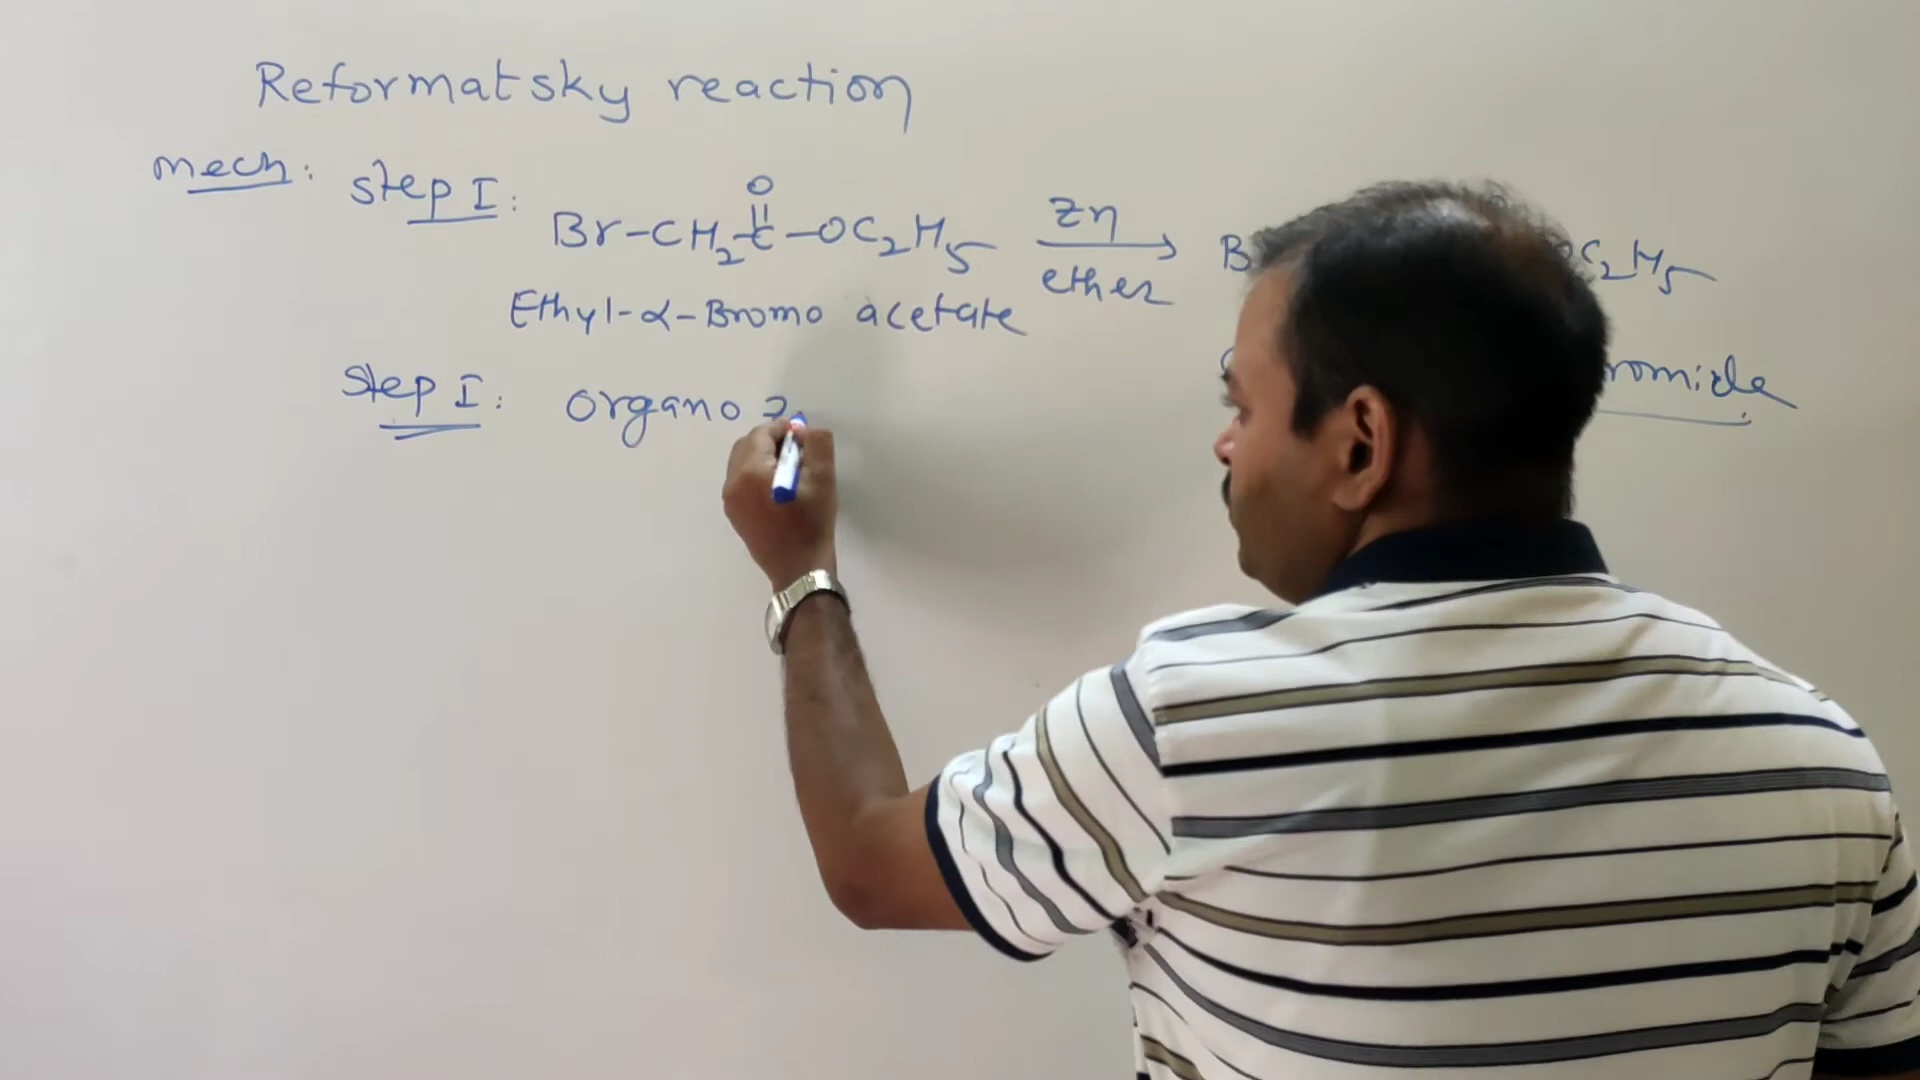 Reformatsky reaction
mech: step I:
O
||
Br-CH2-C-OC2H5 Zn ether OC2H5
Ethyl-α-Bromo acetate
romide
Step I: organo